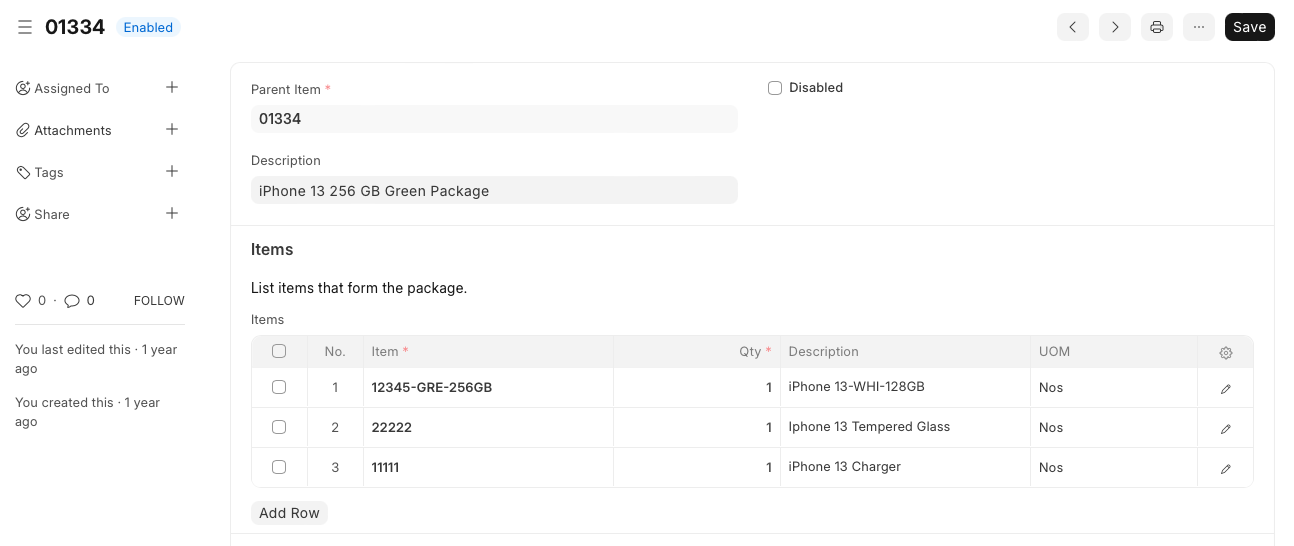 01334 Enabled
Save
Assigned To
Attachments
Tags
Share
0 · 0 FOLLOW
You last edited this · 1 year
ago
You created this · 1 year
ago
Parent Item *
01334
Disabled
Description
iPhone 13 256 GB Green Package
Items
List items that form the package.
Items
No. Item * Qty * Description UOM
1 12345-GRE-256GB 1 iPhone 13-WHI-128GB Nos
2 22222 1 Iphone 13 Tempered Glass Nos
3 11111 1 iPhone 13 Charger Nos
Add Row